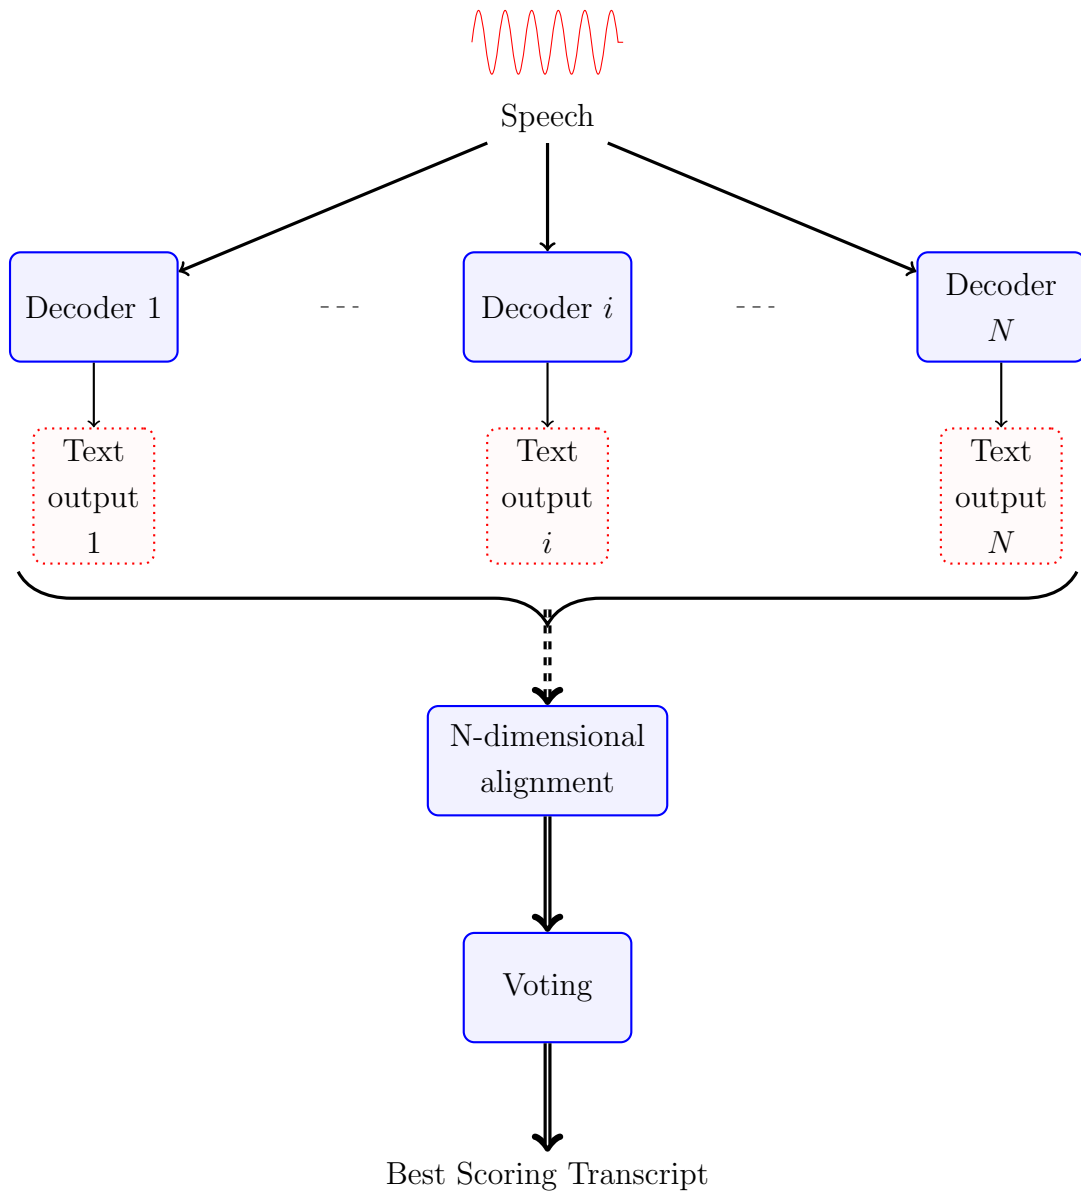 Speech
Decoder 1
Decoder i
Decoder
N
Text
output
1
Text
output
i
Text
output
N
N-dimensional
alignment
Voting
Best Scoring Transcript